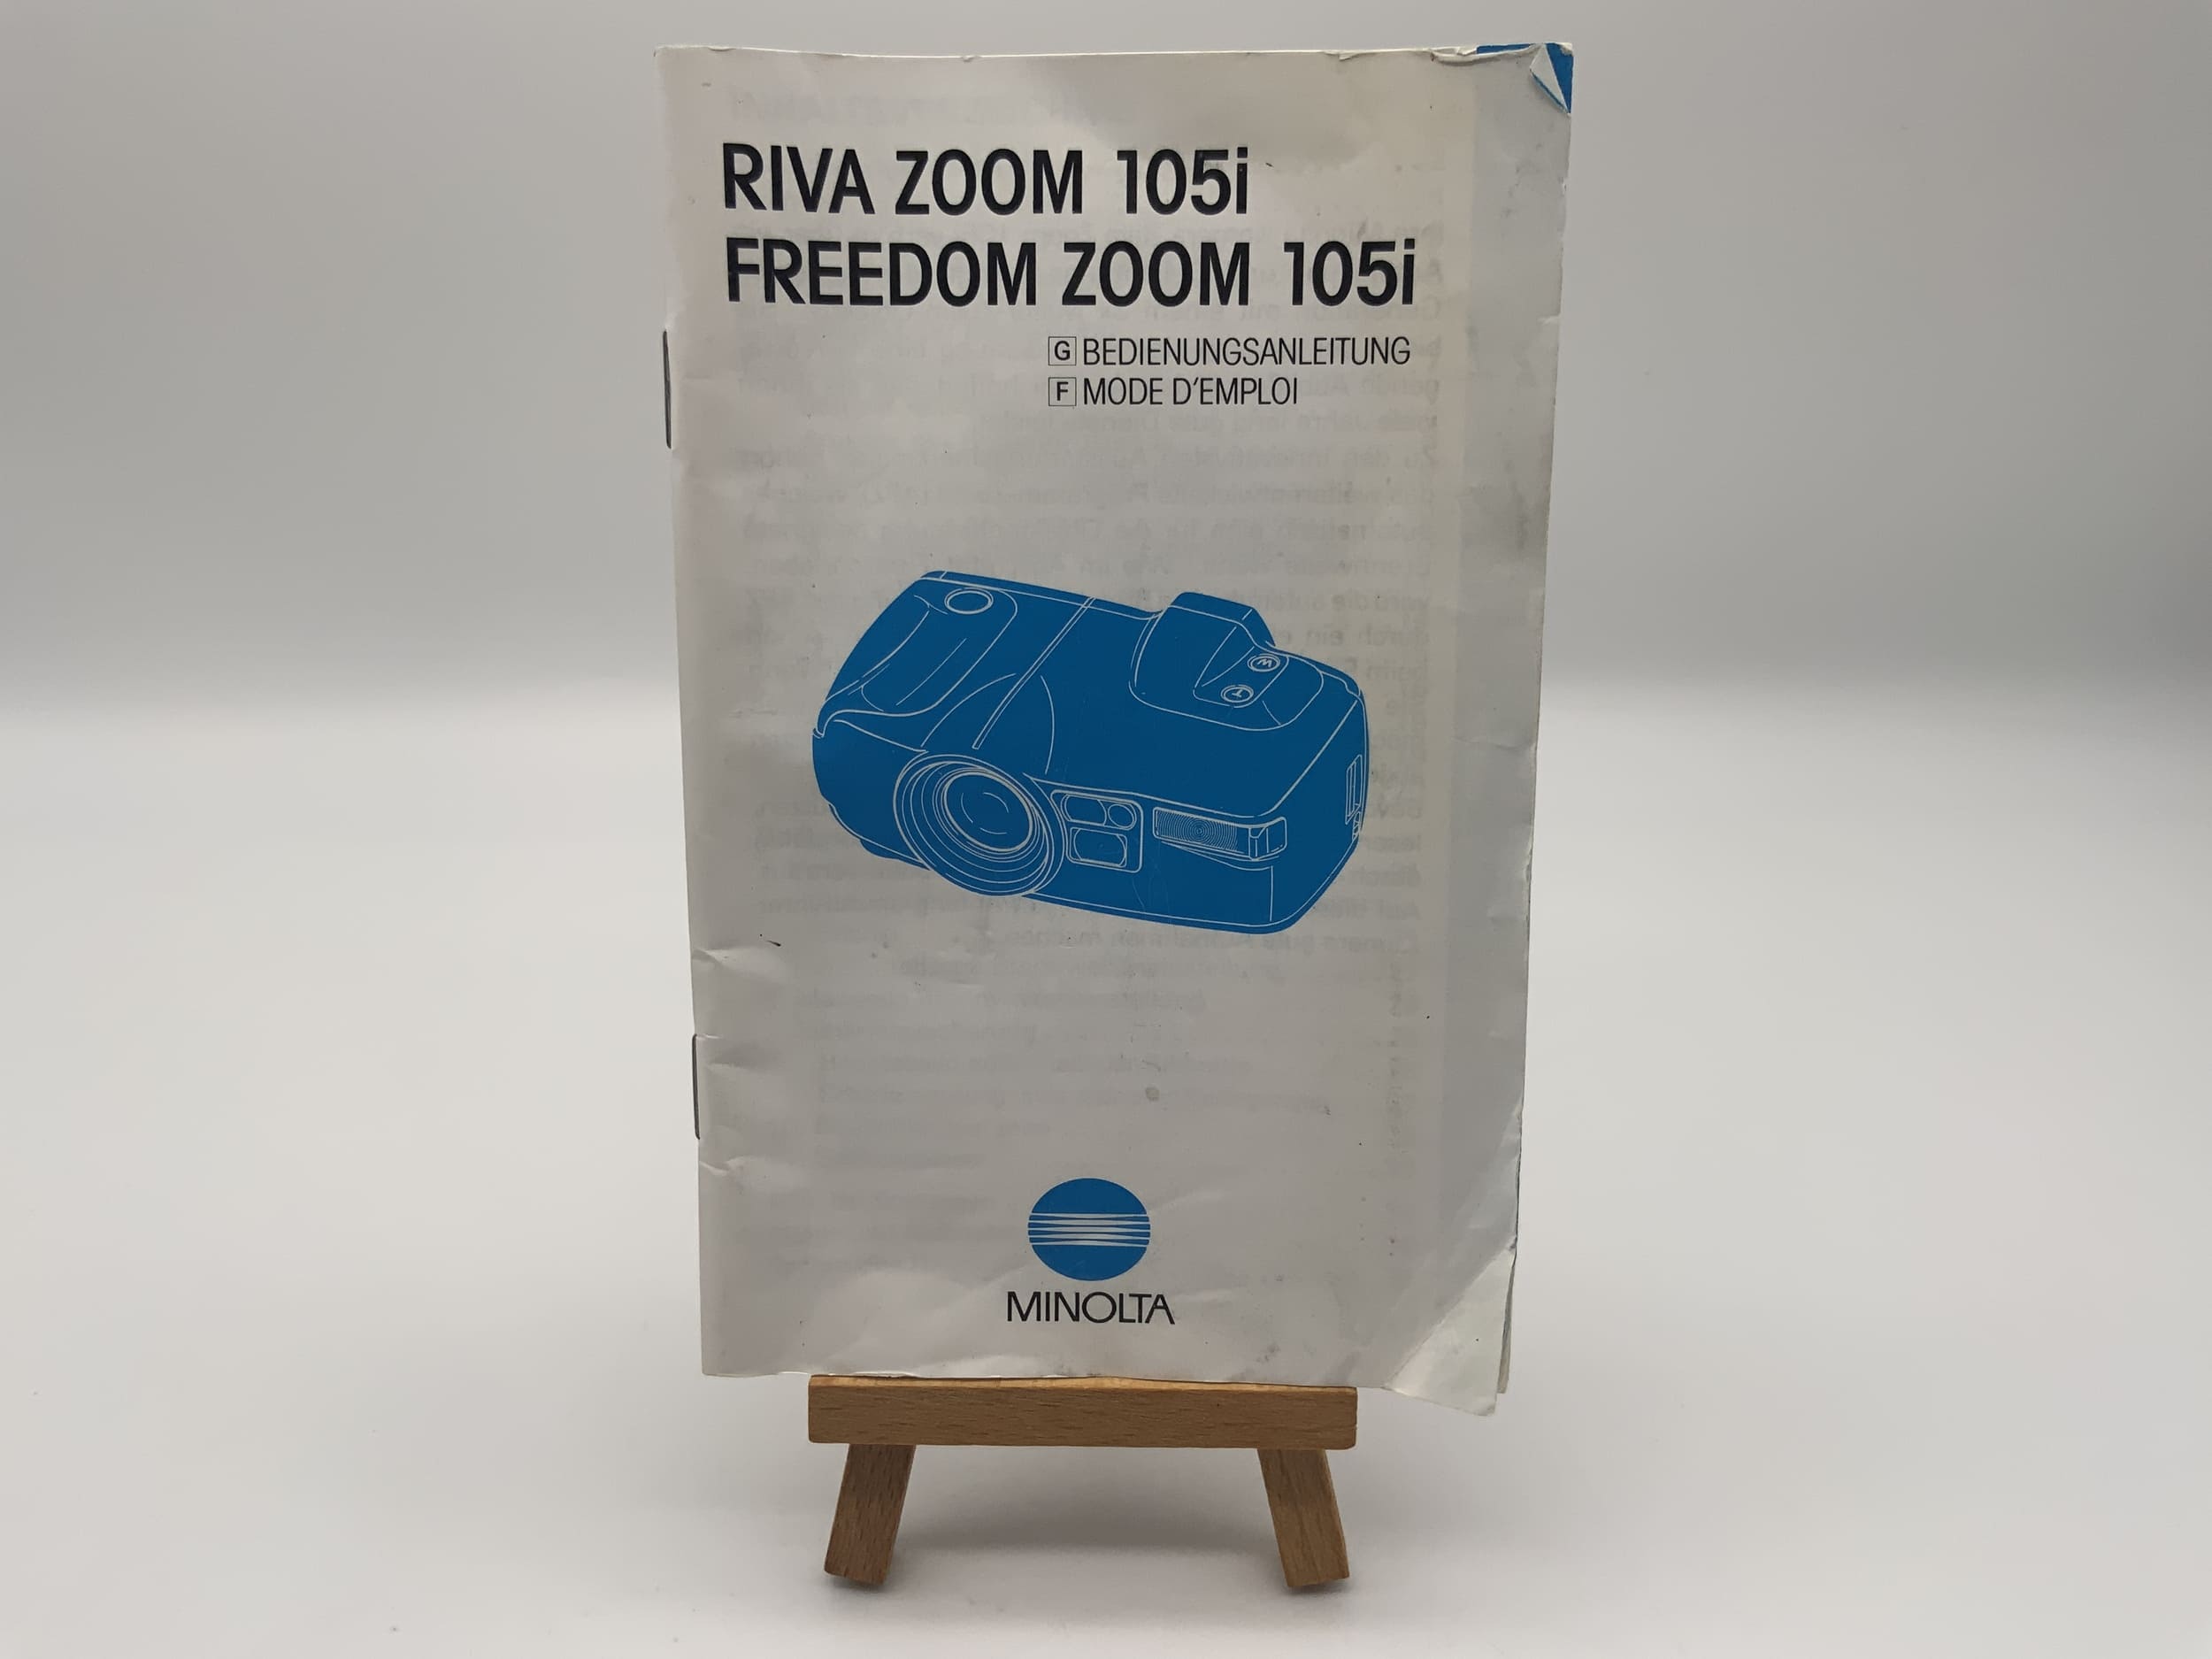 RIVA ZOOM 105i
FREEDOM ZOOM 105i
G BEDIENUNGSANLEITUNG
F MODE D'EMPLOI
W
T
MINOLTA